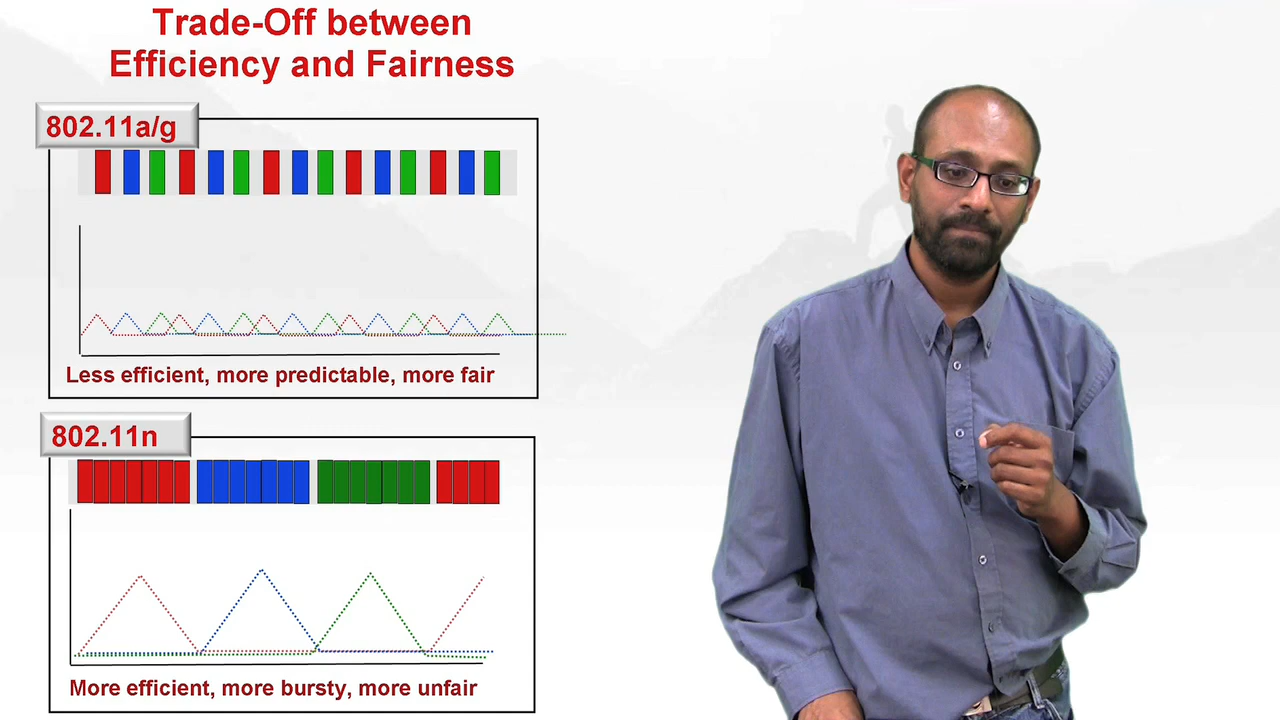 Trade-Off between
Efficiency and Fairness
802.11a/g
Less efficient, more predictable, more fair
802.11n
More efficient, more bursty, more unfair